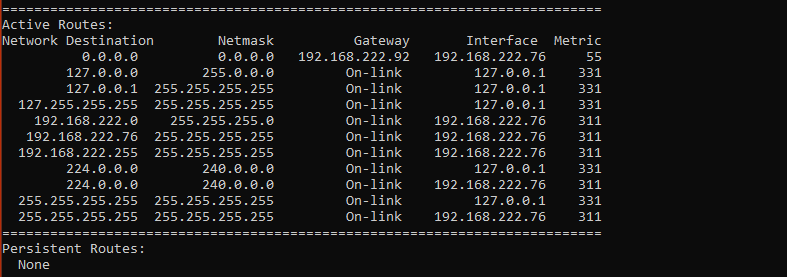 ===========================================================================
Active Routes:
Network Destination        Netmask          Gateway       Interface  Metric
          0.0.0.0          0.0.0.0   192.168.222.92   192.168.222.76     55
        127.0.0.0        255.0.0.0         On-link         127.0.0.1    331
        127.0.0.1  255.255.255.255         On-link         127.0.0.1    331
  127.255.255.255  255.255.255.255         On-link         127.0.0.1    331
    192.168.222.0    255.255.255.0         On-link    192.168.222.76    311
   192.168.222.76  255.255.255.255         On-link    192.168.222.76    311
  192.168.222.255  255.255.255.255         On-link    192.168.222.76    311
        224.0.0.0        240.0.0.0         On-link         127.0.0.1    331
        224.0.0.0        240.0.0.0         On-link    192.168.222.76    311
  255.255.255.255  255.255.255.255         On-link         127.0.0.1    331
  255.255.255.255  255.255.255.255         On-link    192.168.222.76    311
===========================================================================
Persistent Routes:
  None